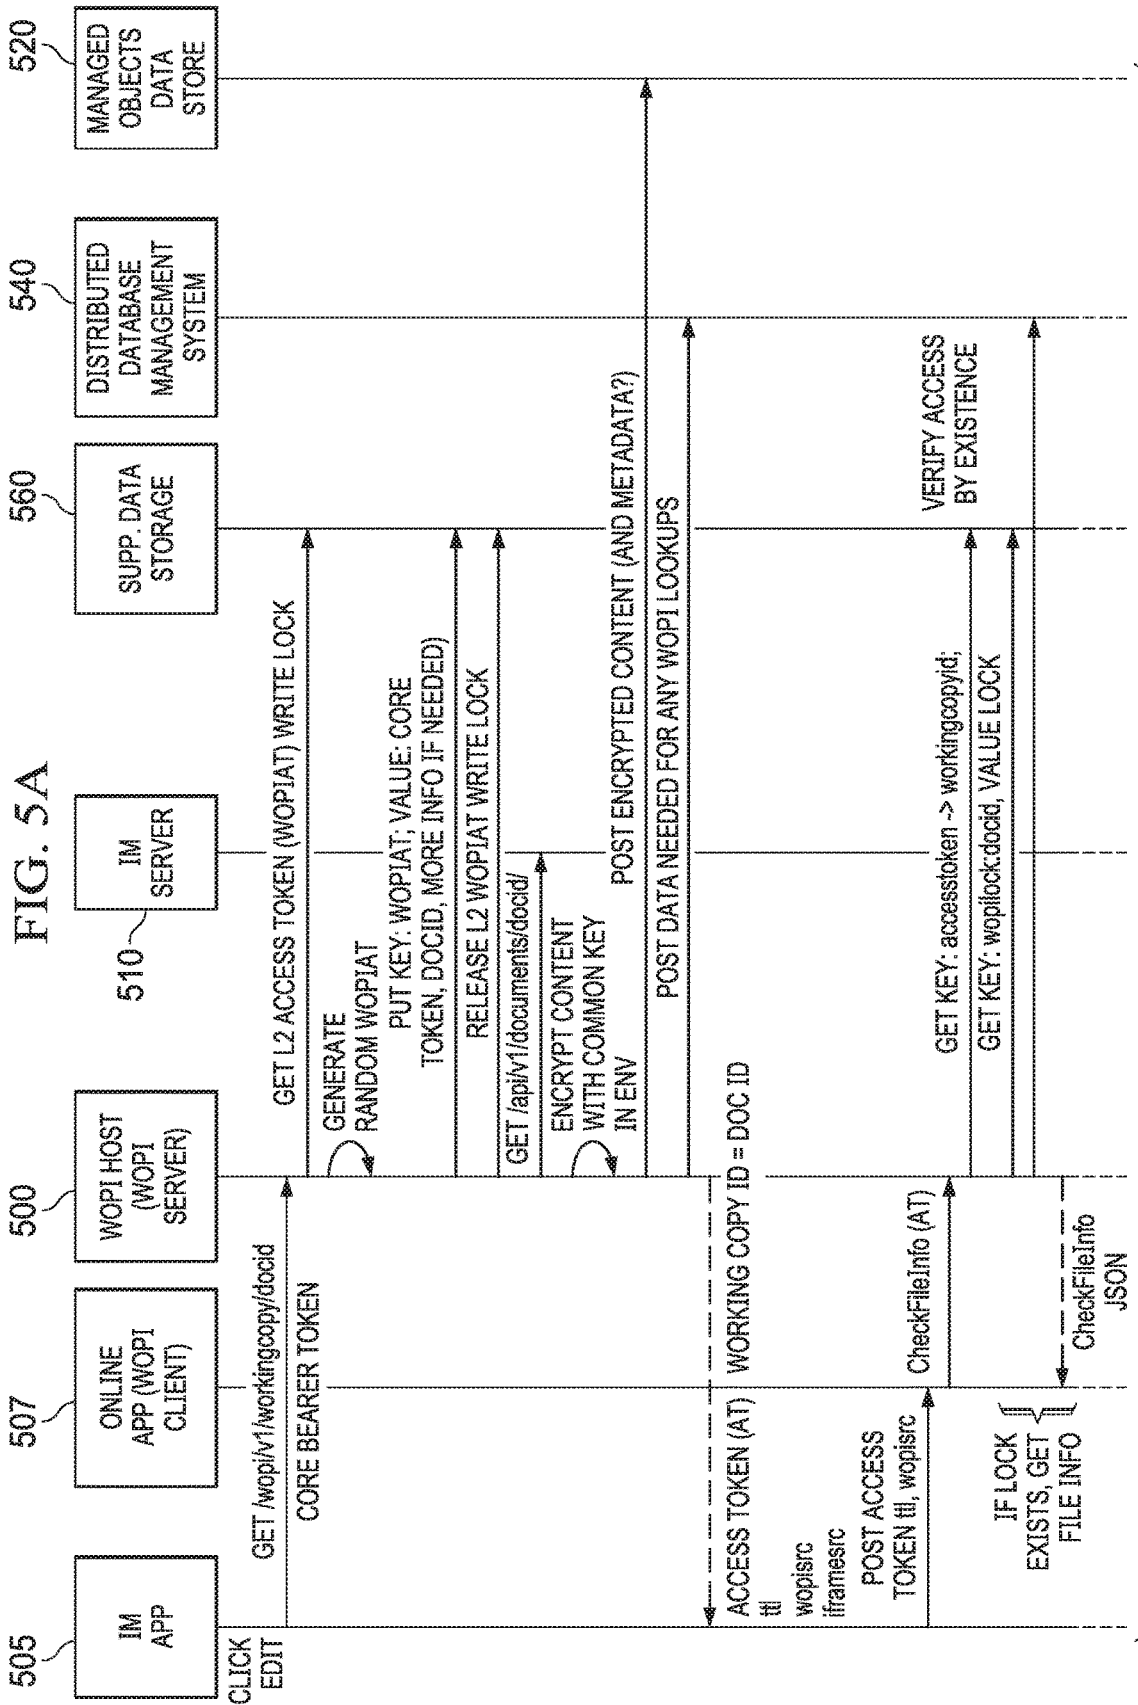 FIG. 5A
505
IM
APP
507
ONLINE
APP (WOPI
CLIENT)
500
WOPI HOST
(WOPI
SERVER)
510
IM
SERVER
560
SUPP. DATA
STORAGE
540
DISTRIBUTED
DATABASE
MANAGEMENT
SYSTEM
520
MANAGED
OBJECTS
DATA
STORE
CLICK
EDIT
GET /wopi/v1/workingcopy/docid
CORE BEARER TOKEN
GET L2 ACCESS TOKEN (WOPIAT) WRITE LOCK
GENERATE
RANDOM WOPIAT
PUT KEY: WOPIAT; VALUE: CORE
TOKEN, DOCID, MORE INFO IF NEEDED)
RELEASE L2 WOPIAT WRITE LOCK
GET /api/v1/documents/docid/
ENCRYPT CONTENT
WITH COMMON KEY
IN ENV
POST ENCRYPTED CONTENT (AND METADATA?)
POST DATA NEEDED FOR ANY WOPI LOOKUPS
ACCESS TOKEN (AT)
ttl
wopisrc
iframesrc
WORKING COPY ID = DOC ID
POST ACCESS
TOKEN ttl, wopisrc
CheckFileInfo (AT)
GET KEY: accesstoken -> workingcopyid;
GET KEY: wopilock:docid, VALUE LOCK
VERIFY ACCESS
BY EXISTENCE
IF LOCK
EXISTS, GET
FILE INFO
CheckFileInfo
JSON